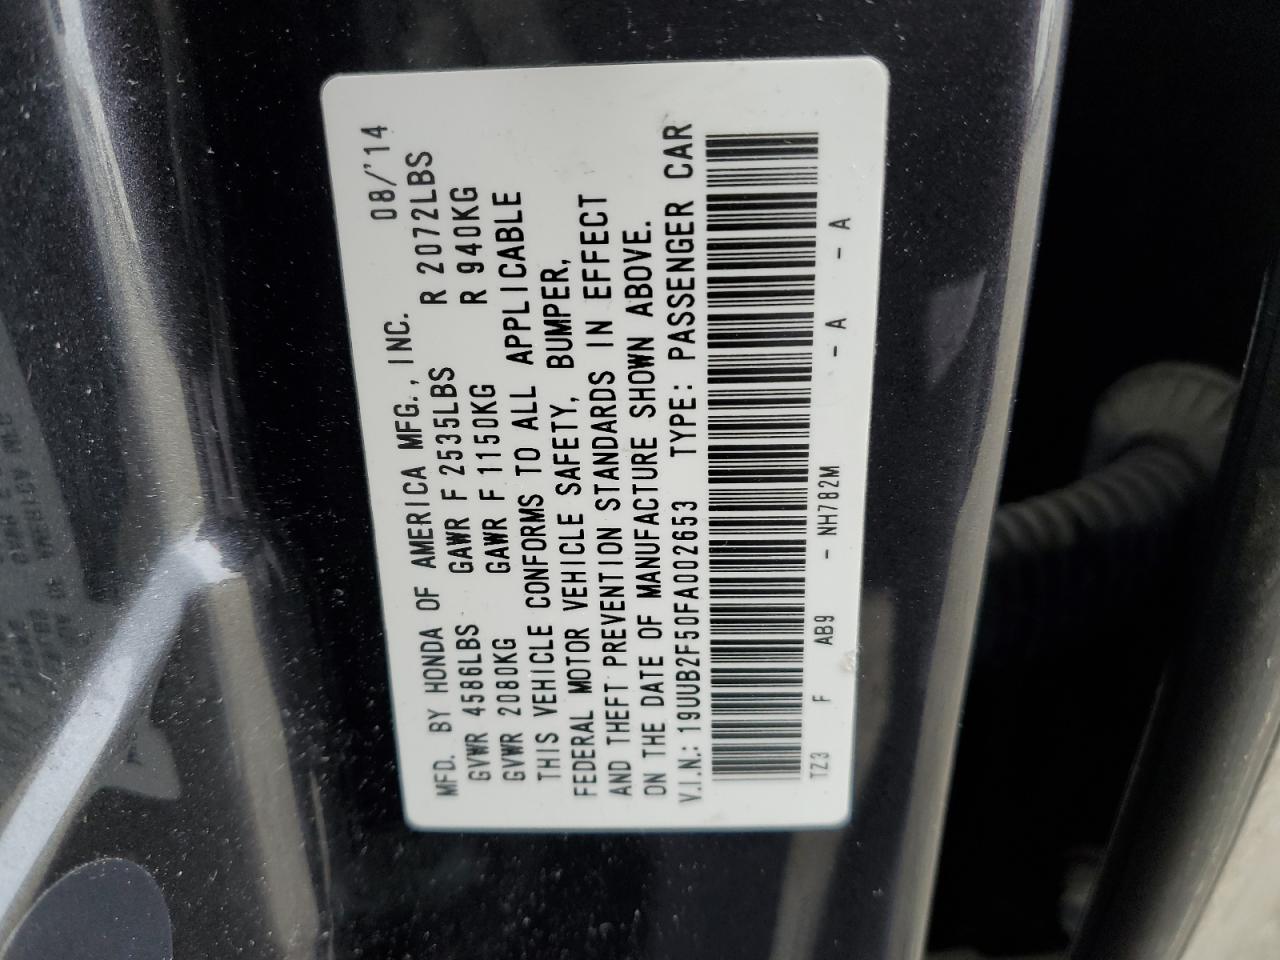 MFD. BY HONDA OF AMERICA MFG., INC. 08/'14
GVWR 4586LBS GAWR F 2535LBS R 2072LBS
GVWR 2080KG GAWR F 1150KG R 940KG
THIS VEHICLE CONFORMS TO ALL APPLICABLE
FEDERAL MOTOR VEHICLE SAFETY, BUMPER,
AND THEFT PREVENTION STANDARDS IN EFFECT
ON THE DATE OF MANUFACTURE SHOWN ABOVE.
V.I.N.: 19UUB2F50FA002653 TYPE: PASSENGER CAR
TZ3 F AB9 - NH782M - A - A